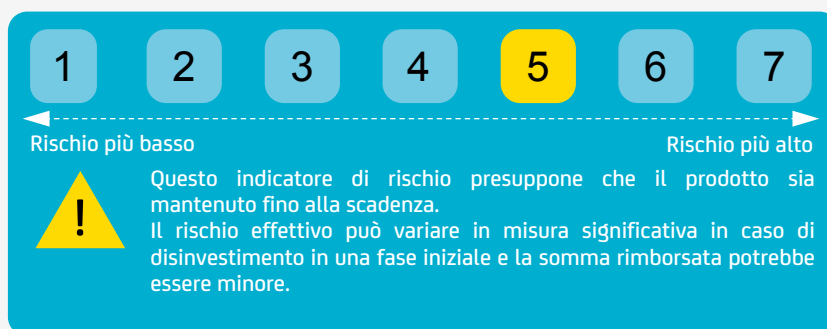 1 2 3 4 5 6 7
Rischio più basso Rischio più alto
!
Questo indicatore di rischio presuppone che il prodotto sia
mantenuto fino alla scadenza.
Il rischio effettivo può variare in misura significativa in caso di
disinvestimento in una fase iniziale e la somma rimborsata potrebbe
essere minore.